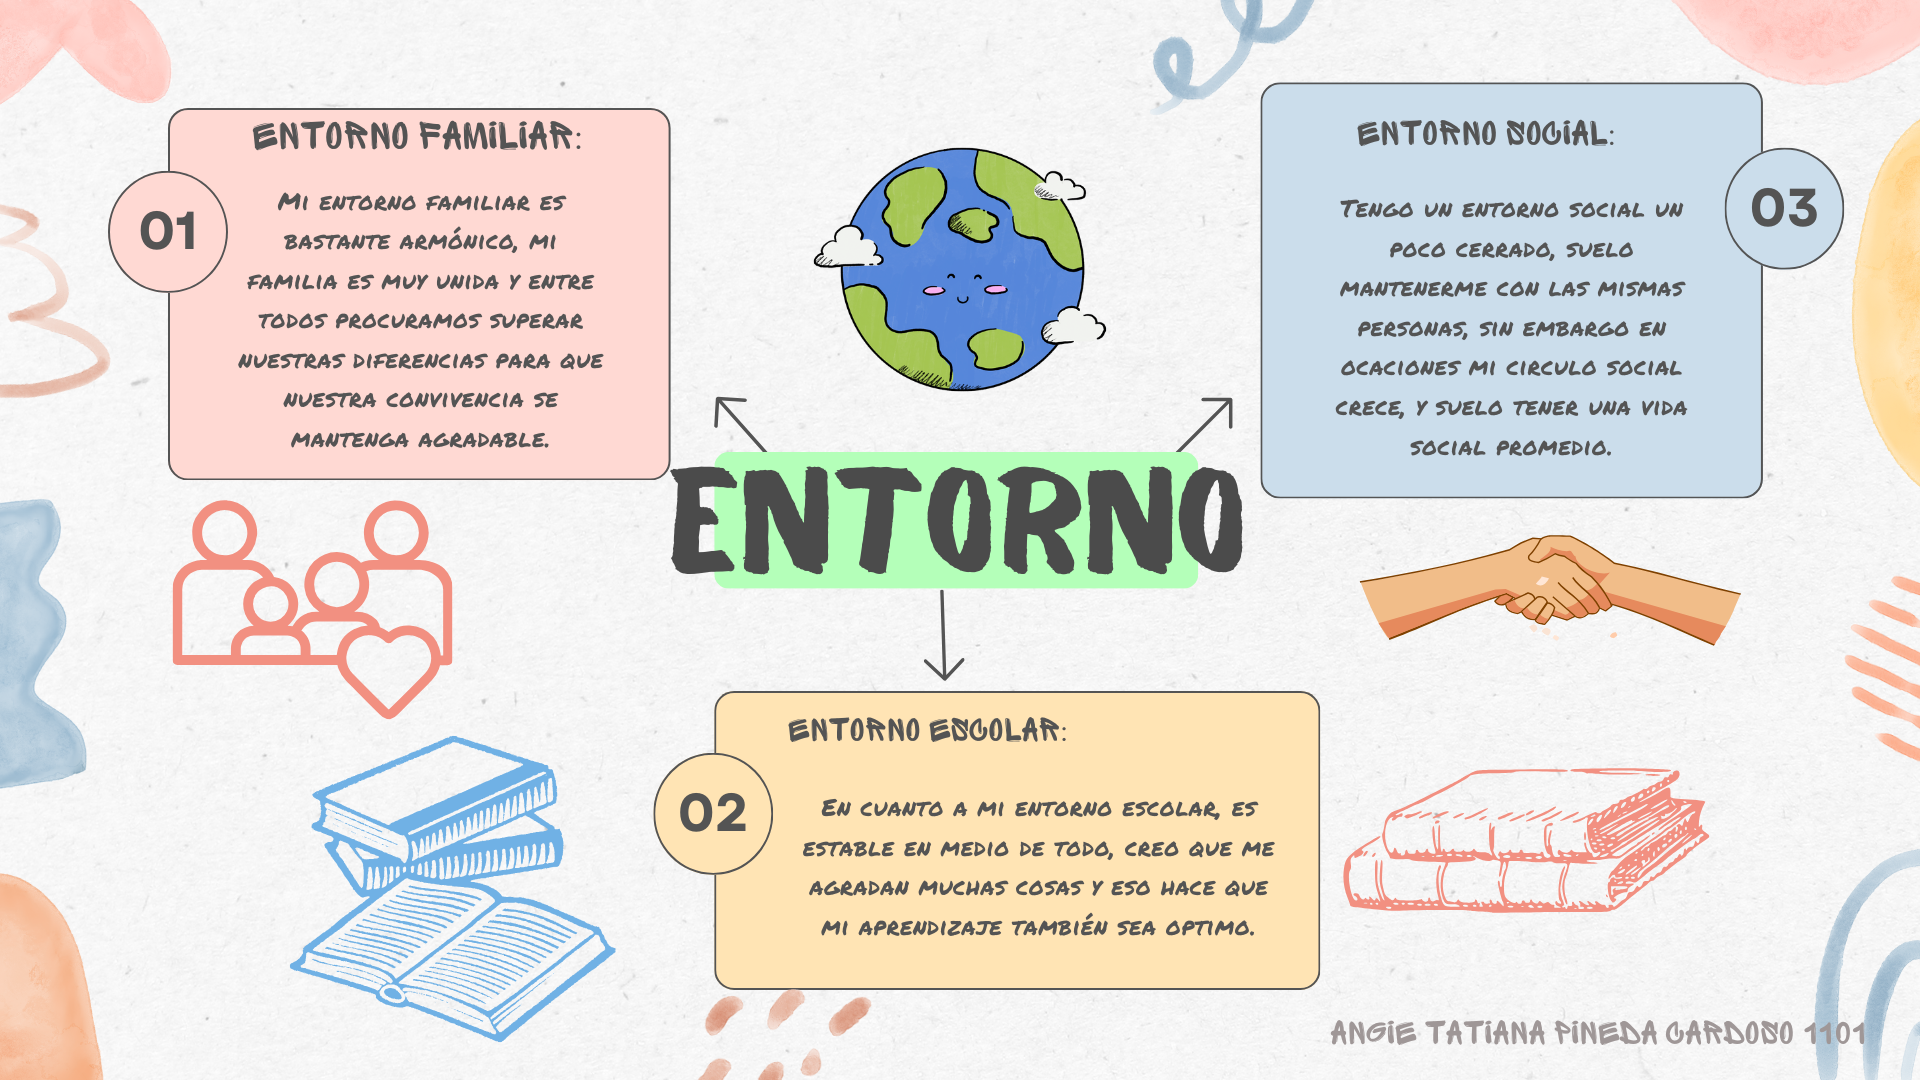 ENTORNO FAMILIAR:
01
MI ENTORNO FAMILIAR ES
BASTANTE ARMÓNICO, MI
FAMILIA ES MUY UNIDA Y ENTRE
TODOS PROCURAMOS SUPERAR
NUESTRAS DIFERENCIAS PARA QUE
NUESTRA CONVIVENCIA SE
MANTENGA AGRADABLE.
ENTORNO SOCIAL:
03
TENGO UN ENTORNO SOCIAL UN
POCO CERRADO, SUELO
MANTENERME CON LAS MISMAS
PERSONAS, SIN EMBARGO EN
OCACIONES MI CIRCULO SOCIAL
CRECE, Y SUELO TENER UNA VIDA
SOCIAL PROMEDIO.
ENTORNO
ENTORNO ESCOLAR:
02
EN CUANTO A MI ENTORNO ESCOLAR, ES
ESTABLE EN MEDIO DE TODO, CREO QUE ME
AGRADAN MUCHAS COSAS Y ESO HACE QUE
MI APRENDIZAJE TAMBIÉN SEA OPTIMO.
ANGIE TATIANA PINEDA CARDOSO 1101